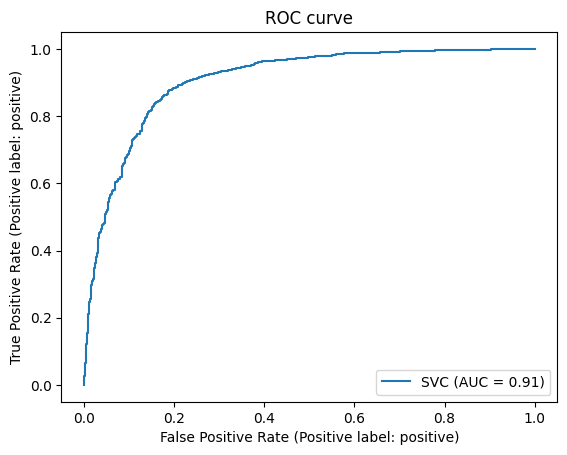 ROC curve
True Positive Rate (Positive label: positive)
1.0
0.8
0.6
0.4
0.2
0.0
SVC (AUC = 0.91)
0.0 0.2 0.4 0.6 0.8 1.0
False Positive Rate (Positive label: positive)